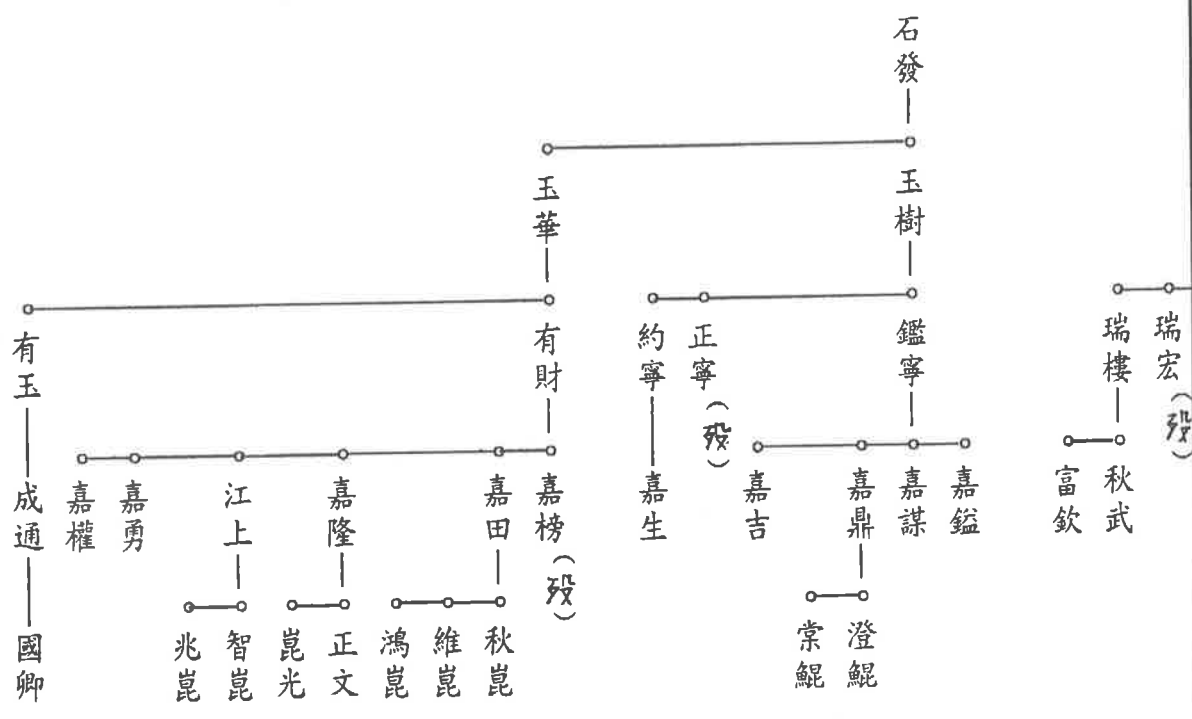 石發
玉樹
玉華
瑞宏(歿)
瑞樓
鑑寧
正寧(歿)
約寧
有財
有玉
秋武
富欽
嘉鎰
嘉謀
嘉鼎
嘉吉
嘉生
嘉榜(歿)
嘉田
嘉隆
江上
嘉勇
嘉權
成通
澄鯤
棠鯤
秋崑
維崑
鴻崑
正文
崑光
智崑
兆崑
國卿